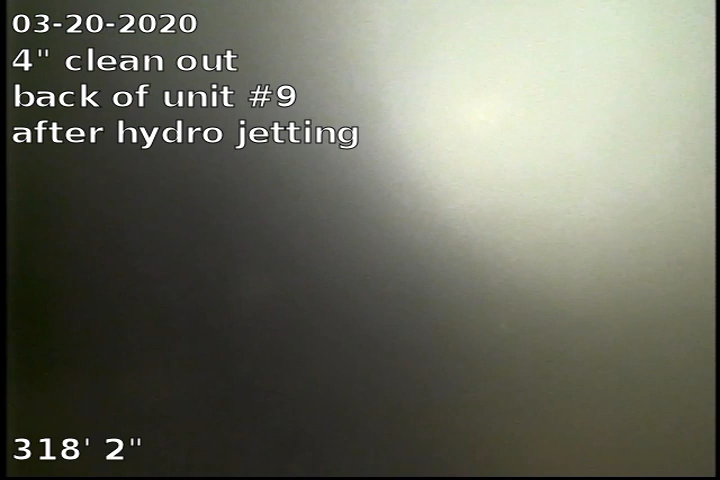 03-20-2020
4" clean out
back of unit #9
after hydro jetting
318' 2"